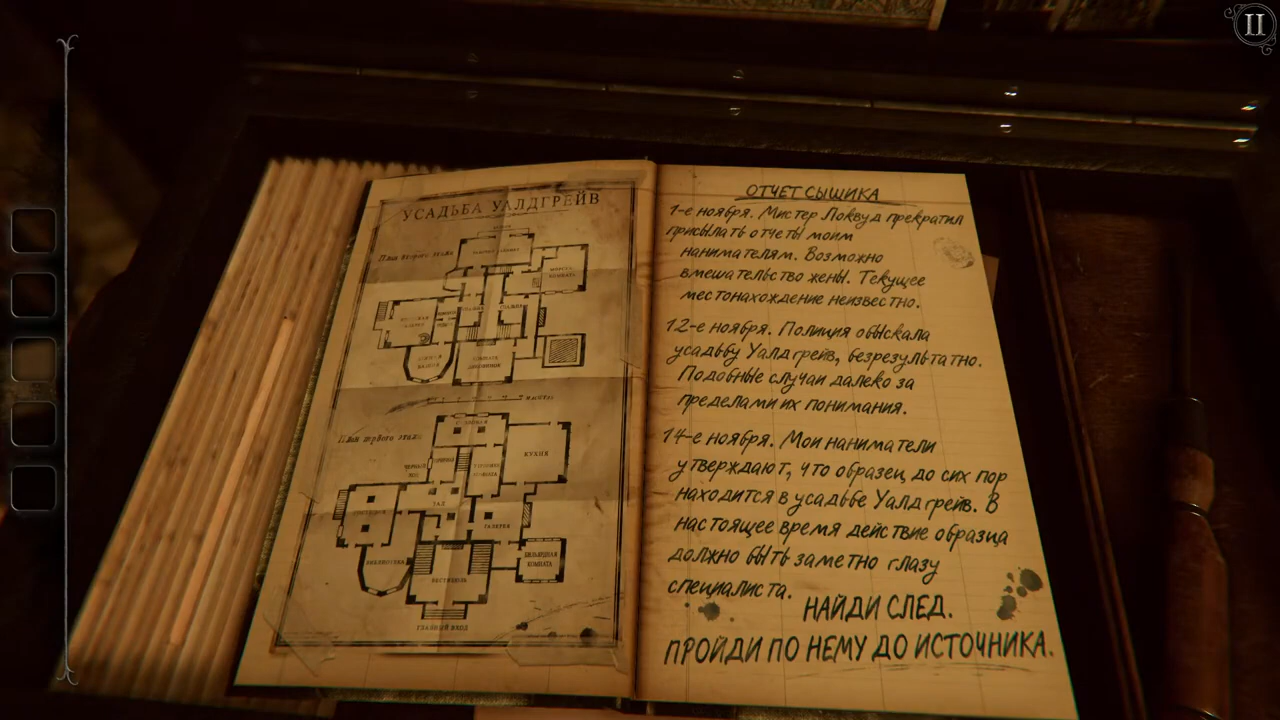 УСАДЬБА УАЛДГРЕЙВ
План второго этажа
План первого этажа
КУХНЯ
ЗАЛ
ГАЛЕРЕЯ
БИБЛИОТЕКА
БИЛЬЯРДНАЯ
КОМНАТА
ВЕСТИБЮЛЬ
ГЛАВНЫЙ ВХОД
ОТЧЕТ СЫЩИКА
1-е ноября. Мистер Локвуд прекратил
присылать отчеты моим
нанимателям. Возможно
вмешательство жены. Текущее
местонахождение неизвестно.
12-е ноября. Полиция обыскала
усадьбу Уалдгрейв, безрезультатно.
Подобные случаи далеко за
пределами их понимания.
14-е ноября. Мои наниматели
утверждают, что образец до сих пор
находится в усадьбе Уалдгрейв. В
настоящее время действие образца
должно быть заметно глазу
специалиста.
НАЙДИ СЛЕД.
ПРОЙДИ ПО НЕМУ ДО ИСТОЧНИКА.